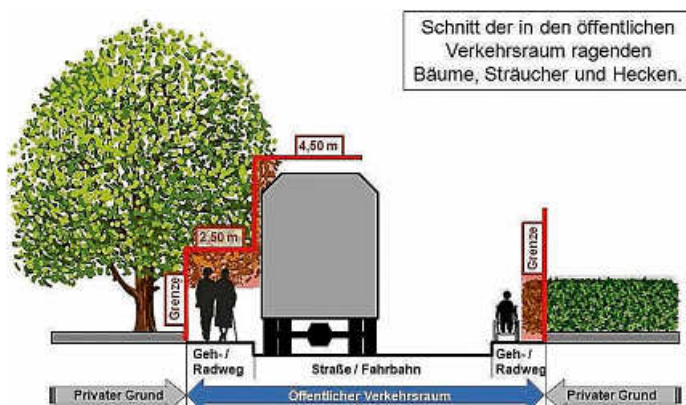 Schnitt der in den öffentlichen
Verkehrsraum ragenden
Bäume, Sträucher und Hecken.
4,50 m
2,50 m
Grenze
Grenze
Geh- /
Radweg
Straße / Fahrbahn
Geh- /
Radweg
Privater Grund
Öffentlicher Verkehrsraum
Privater Grund